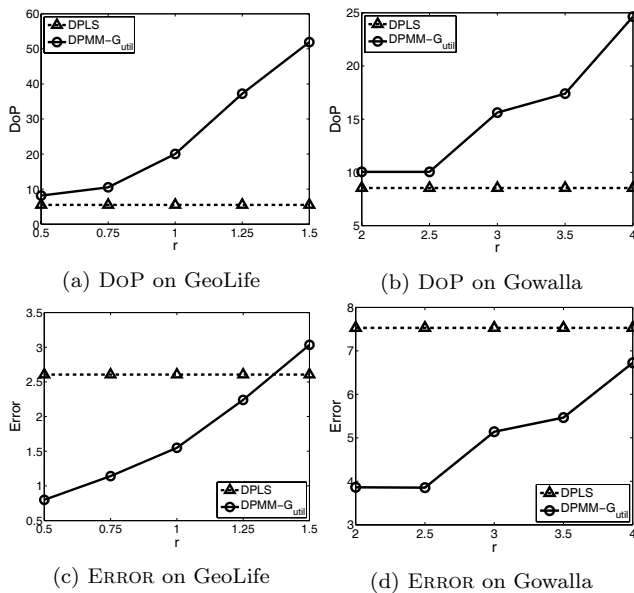 60
50
40
30
20
10
0
DoP
DPLS
DPMM-G_util
0.5 0.75 1 1.25 1.5
r
(a) DOP on GeoLife
25
20
15
10
5
DoP
DPLS
DPMM-G_util
2 2.5 3 3.5 4
r
(b) DOP on Gowalla
3.5
3
2.5
2
1.5
1
0.5
Error
DPLS
DPMM-G_util
0.5 0.75 1 1.25 1.5
r
(c) ERROR on GeoLife
8
7
6
5
4
3
Error
DPLS
DPMM-G_util
2 2.5 3 3.5 4
r
(d) ERROR on Gowalla